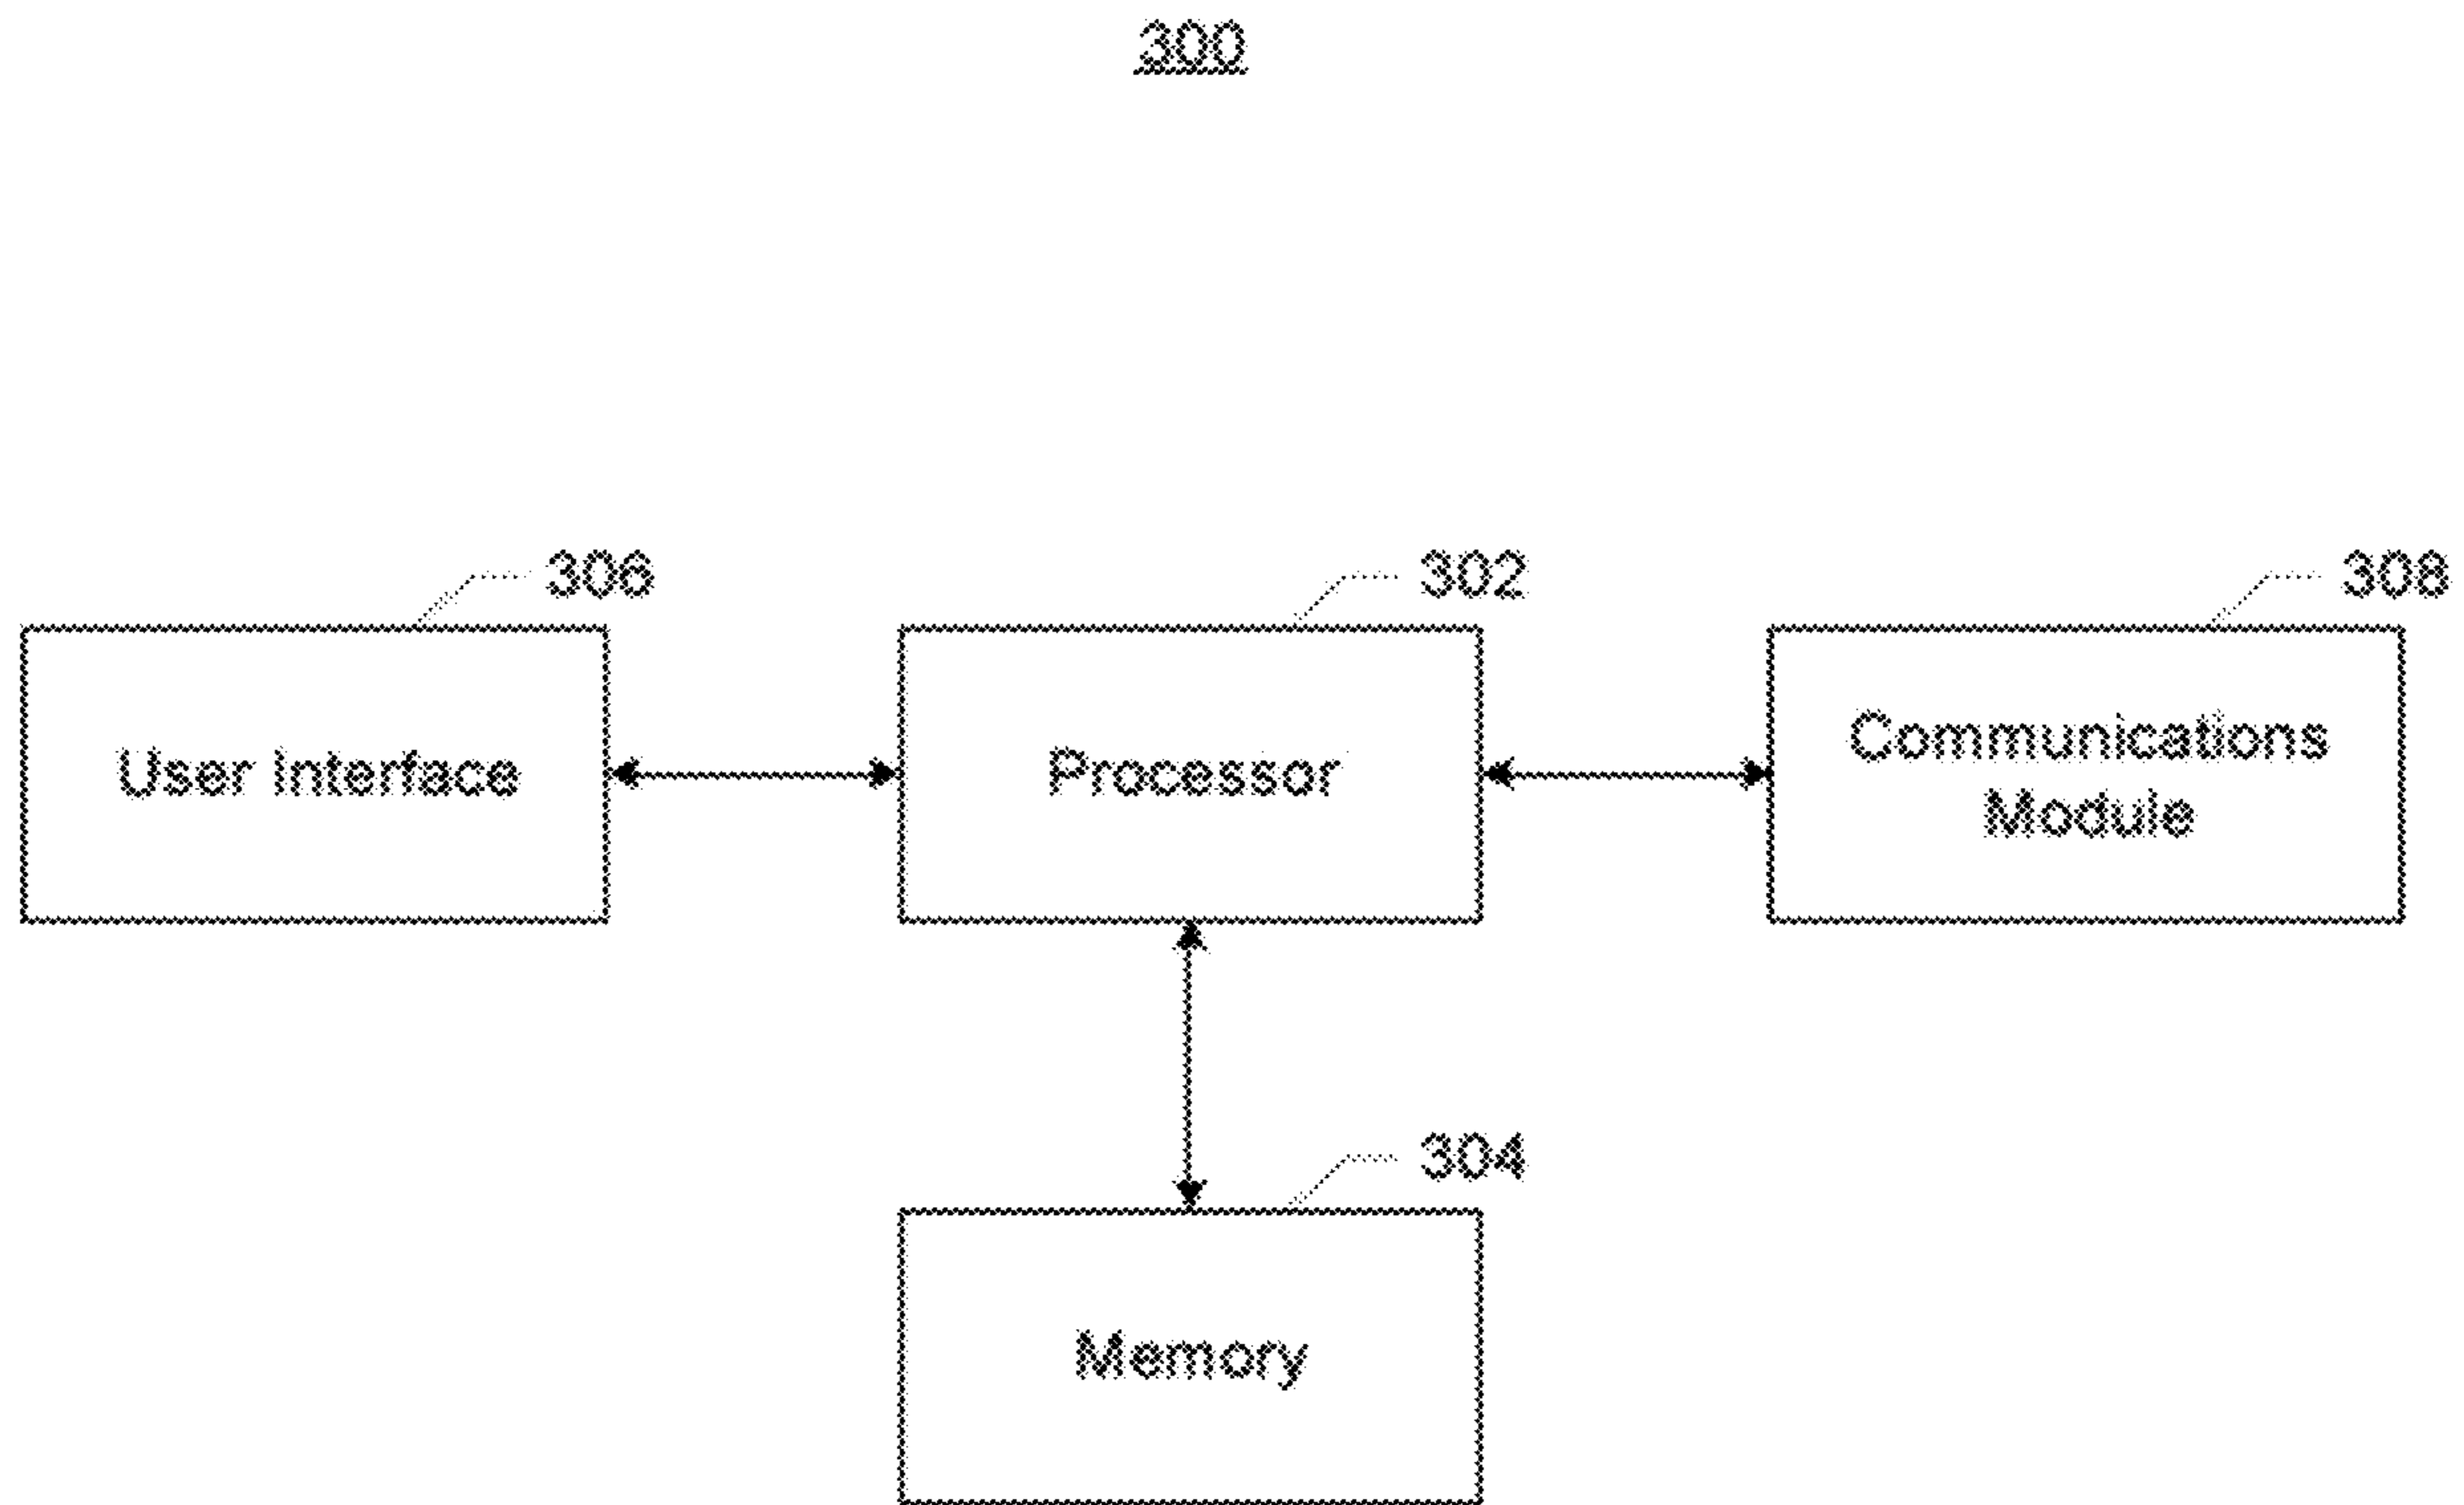 300
306
302
308
User Interface
Processor
Communications
Module
304
Memory